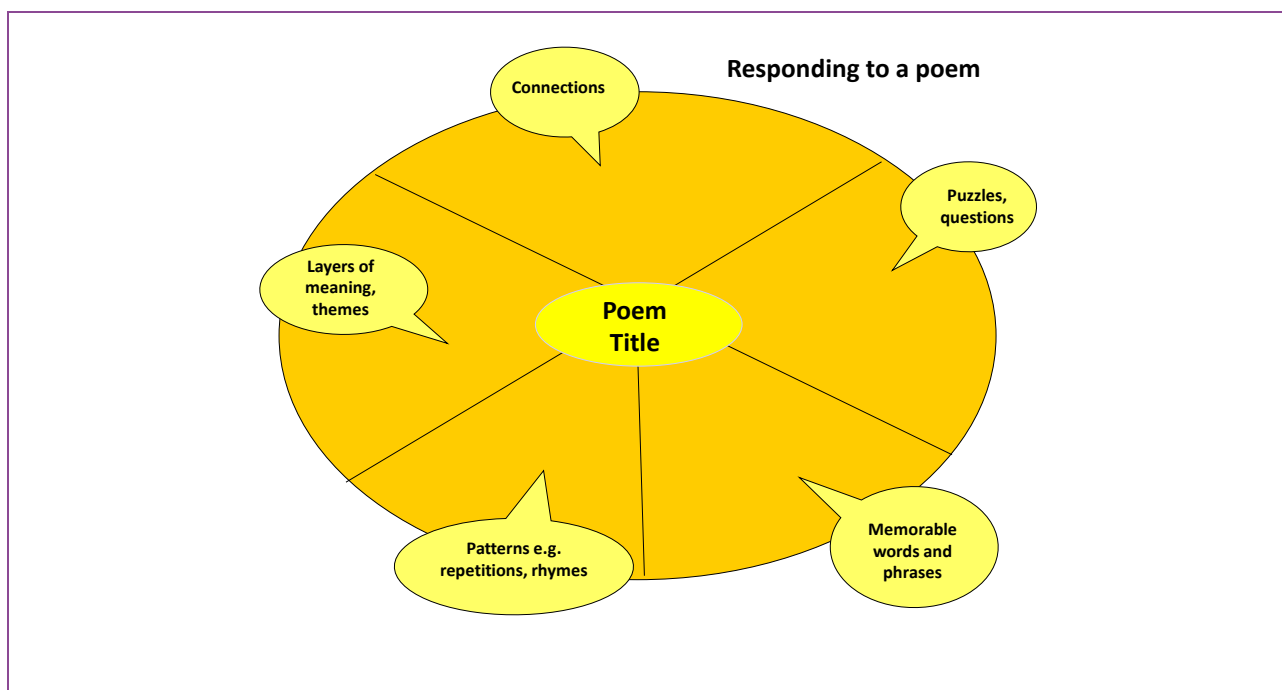 Responding to a poem
Connections
Puzzles,
questions
Layers of
meaning,
themes
Poem
Title
Patterns e.g.
repetitions, rhymes
Memorable
words and
phrases